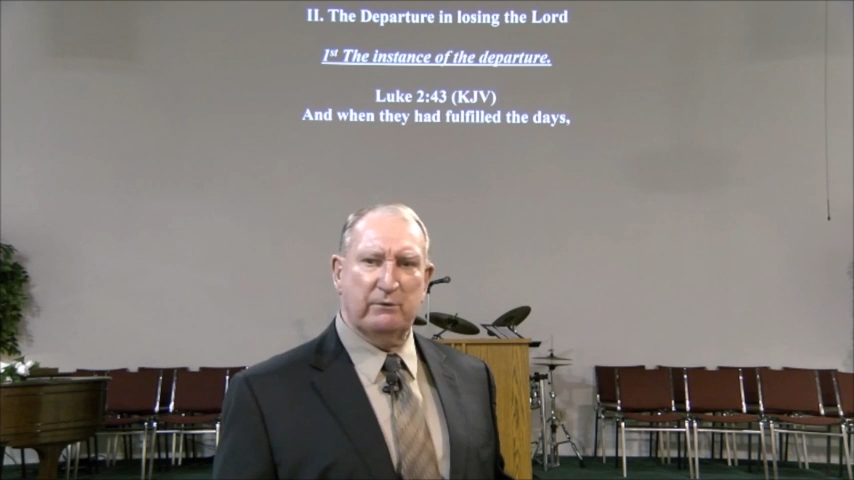 II. The Departure in losing the Lord
1st The instance of the departure.
Luke 2:43 (KJV)
And when they had fulfilled the days,